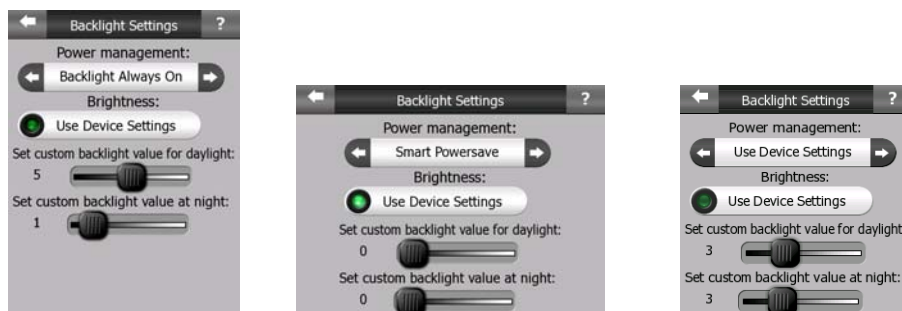 Backlight Settings ?
Power management:
Backlight Always On
Brightness:
Use Device Settings
Set custom backlight value for daylight:
5
Set custom backlight value at night:
1
Backlight Settings ?
Power management:
Smart Powersave
Brightness:
Use Device Settings
Set custom backlight value for daylight:
0
Set custom backlight value at night:
0
Backlight Settings ?
Power management:
Use Device Settings
Brightness:
Use Device Settings
Set custom backlight value for daylight
3
Set custom backlight value at night:
3